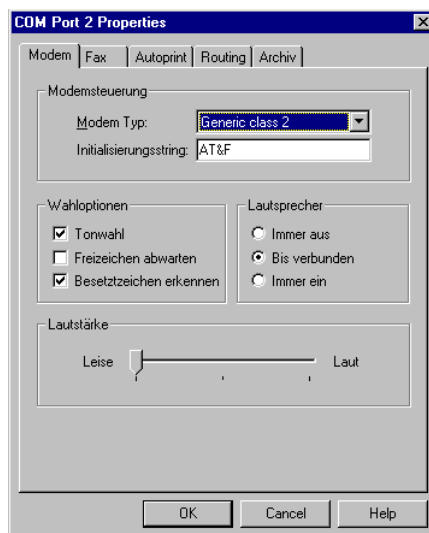 COM Port 2 Properties
Modem Fax Autoprint Routing Archiv
Modemsteuerung
Modem Typ: Generic class 2
Initialisierungsstring: AT&F
Wahloptionen Lautsprecher
Tonwahl Immer aus
Freizeichen abwarten Bis verbunden
Besetztzeichen erkennen Immer ein
Lautstärke
Leise Laut
OK Cancel Help